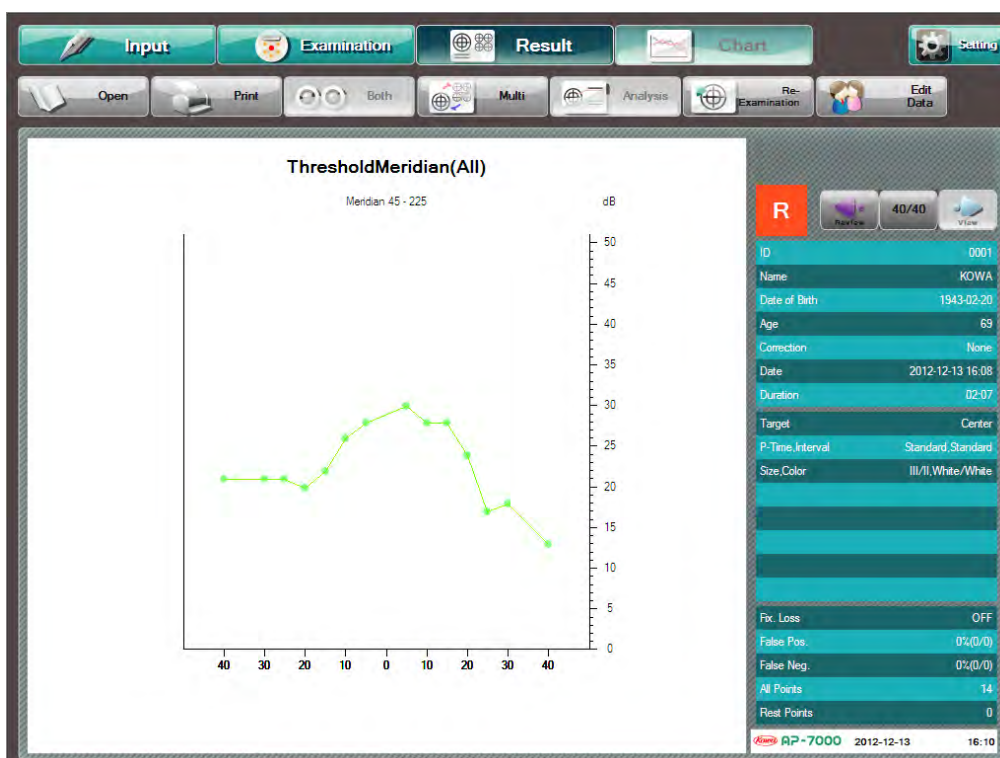 Input Examination Result Chart Setting
Open Print Both Multi Analysis Re-Examination Edit Data
ThresholdMeridian(All)
Meridian 45 - 225
dB
50
45
40
35
30
25
20
15
10
5
0
40 30 20 10 0 10 20 30 40
R Review 40/40 View
ID 0001
Name KOWA
Date of Birth 1943-02-20
Age 69
Correction None
Date 2012-12-13 16:08
Duration 02:07
Target Center
P-Time,Interval Standard,Standard
Size,Color III/II,White/White
Fix. Loss OFF
False Pos. 0%(0/0)
False Neg. 0%(0/0)
All Points 14
Rest Points 0
Kowa AP-7000 2012-12-13 16:10